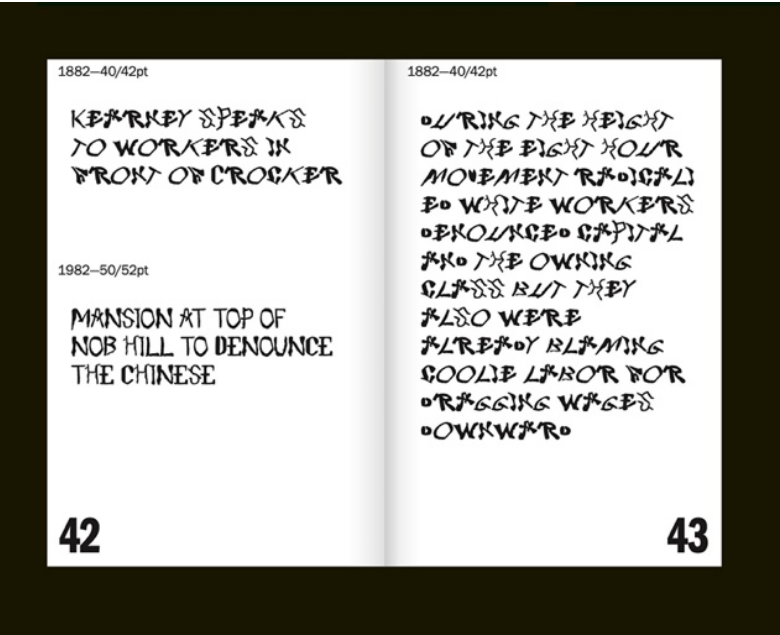 1882—40/42pt
KEARNEY SPEAKS
TO WORKERS IN
FRONT OF CROCKER
1982—50/52pt
MANSION AT TOP OF
NOB HILL TO DENOUNCE
THE CHINESE
42
1882—40/42pt
DURING THE HEIGHT
OF THE EIGHT HOUR
MOVEMENT RADICALI
ED WHITE WORKERS
DENOUNCED CAPITAL
AND THE OWNING
CLASS BUT THEY
ALSO WERE
ALREADY BLAMING
COOLIE LABOR FOR
DRAGGING WAGES
DOWNWARD
43